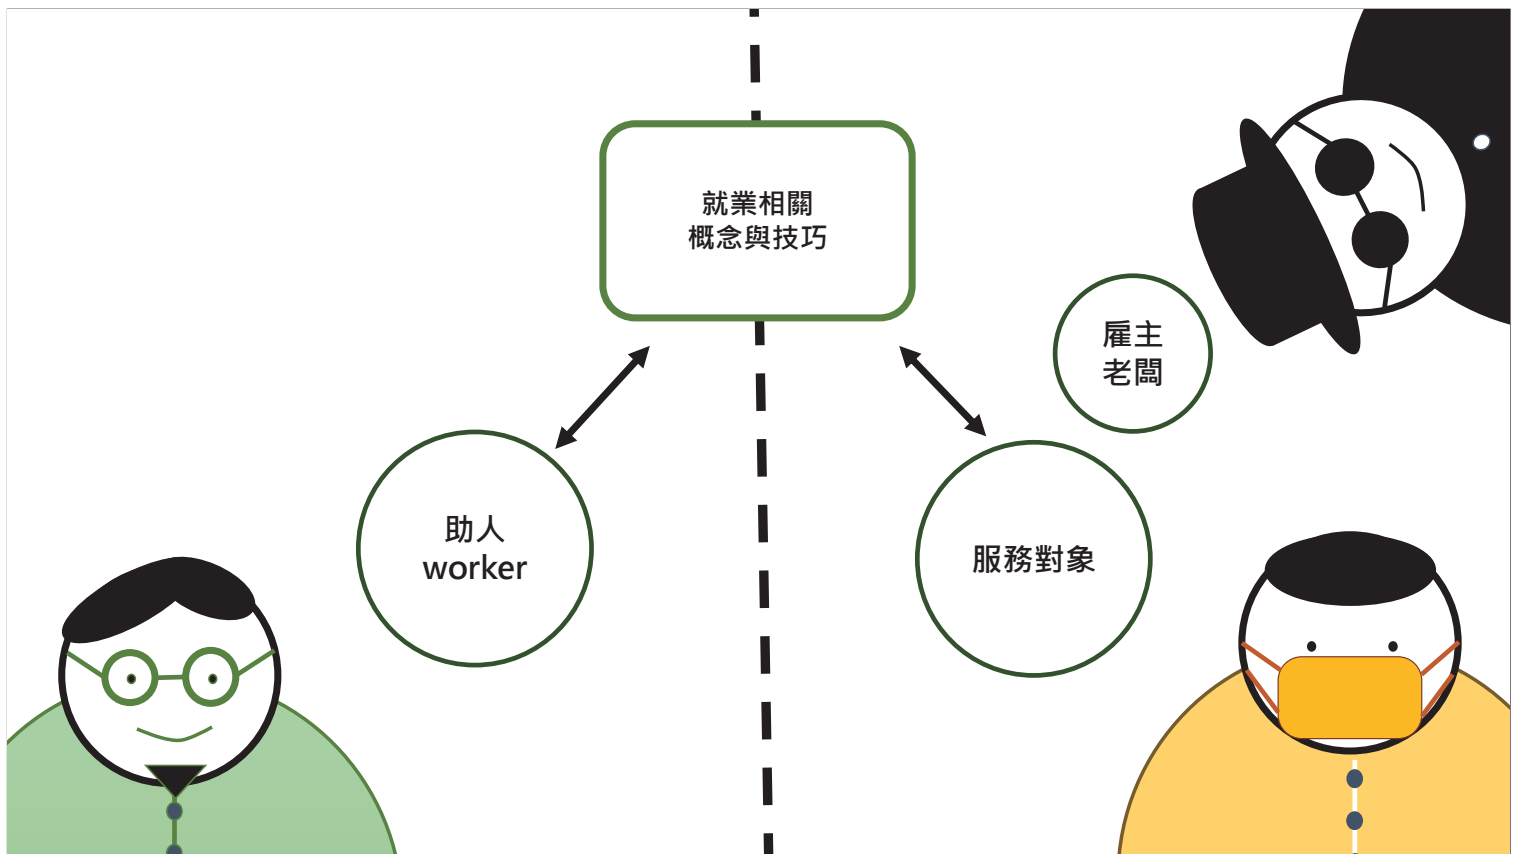 就業相關
概念與技巧
雇主
老闆
助人
worker
服務對象